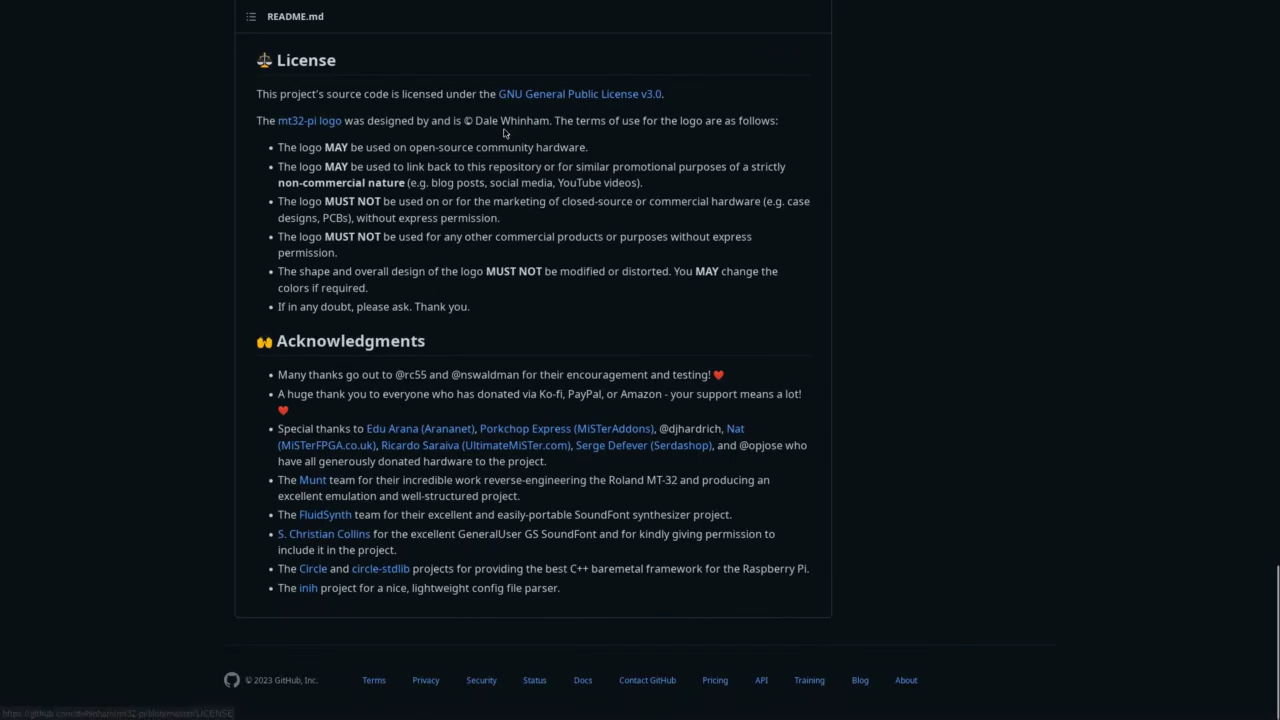 README.md
License
This project's source code is licensed under the GNU General Public License v3.0.
The mt32-pi logo was designed by and is © Dale Whinham. The terms of use for the logo are as follows:
• The logo MAY be used on open-source community hardware.
• The logo MAY be used to link back to this repository or for similar promotional purposes of a strictly
non-commercial nature (e.g. blog posts, social media, YouTube videos).
• The logo MUST NOT be used on or for the marketing of closed-source or commercial hardware (e.g. case
designs, PCBs), without express permission.
• The logo MUST NOT be used for any other commercial products or purposes without express
permission.
• The shape and overall design of the logo MUST NOT be modified or distorted. You MAY change the
colors if required.
• If in any doubt, please ask. Thank you.
🙌 Acknowledgments
• Many thanks go out to @rc55 and @nswaldman for their encouragement and testing! ❤️
• A huge thank you to everyone who has donated via Ko-fi, PayPal, or Amazon - your support means a lot!
❤️
• Special thanks to Edu Arana (Arananet), Porkchop Express (MiSTerAddons), @djhardrich, Nat
(MiSTerFPGA.co.uk), Ricardo Saraiva (UltimateMiSTer.com), Serge Defever (Serdashop), and @opjose who
have all generously donated hardware to the project.
• The Munt team for their incredible work reverse-engineering the Roland MT-32 and producing an
excellent emulation and well-structured project.
• The FluidSynth team for their excellent and easily-portable SoundFont synthesizer project.
• S. Christian Collins for the excellent GeneralUser GS SoundFont and for kindly giving permission to
include it in the project.
• The Circle and circle-stdlib projects for providing the best C++ baremetal framework for the Raspberry Pi.
• The inih project for a nice, lightweight config file parser.
© 2023 GitHub, Inc. Terms Privacy Security Status Docs Contact GitHub Pricing API Training Blog About